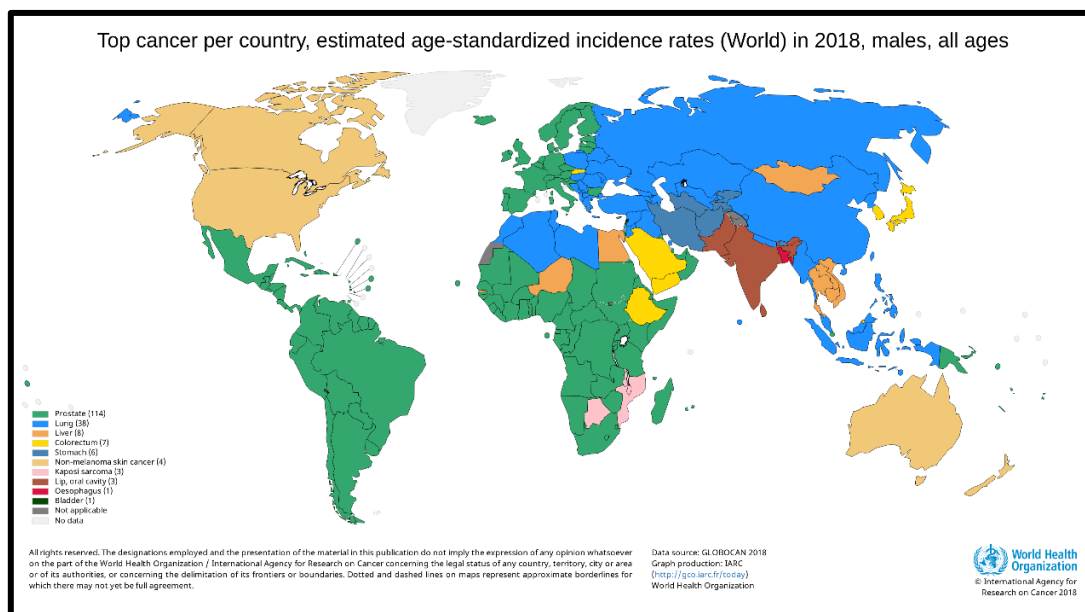 Top cancer per country, estimated age-standardized incidence rates (World) in 2018, males, all ages
Prostate (114)
Lung (38)
Liver (8)
Colorectum (7)
Stomach (6)
Non-melanoma skin cancer (4)
Kaposi sarcoma (3)
Lip, oral cavity (3)
Oesophagus (1)
Bladder (1)
Not applicable
No data
All rights reserved. The designations employed and the presentation of the material in this publication do not imply the expression of any opinion whatsoever
on the part of the World Health Organization / International Agency for Research on Cancer concerning the legal status of any country, territory, city or area
or of its authorities, or concerning the delimitation of its frontiers or boundaries. Dotted and dashed lines on maps represent approximate borderlines for
which there may not yet be full agreement.
Data source: GLOBOCAN 2018
Graph production: IARC
(http://gco.iarc.fr/today)
World Health Organization
World Health
Organization
© International Agency for
Research on Cancer 2018